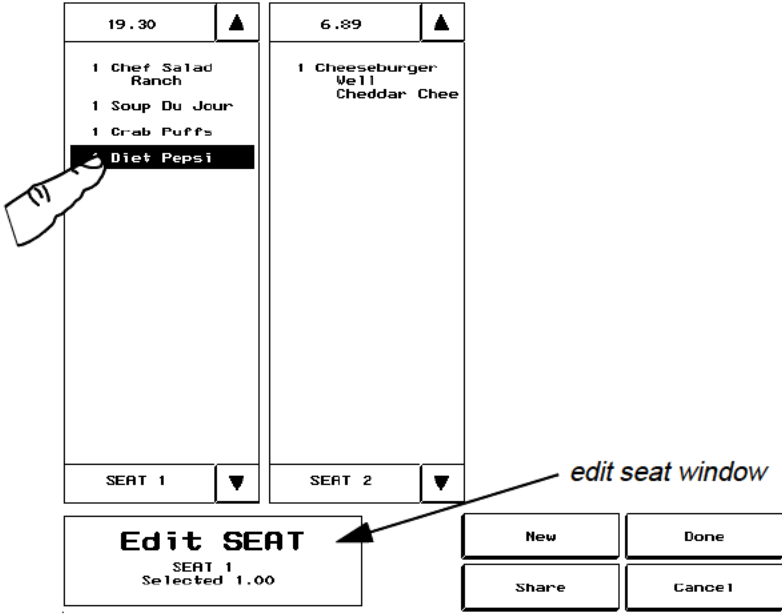 19.30
6.89
1 Chef Salad
Ranch
1 Soup Du Jour
1 Crab Puffs
Diet Pepsi
1 Cheeseburger
Well
Cheddar Chee
SEAT 1
SEAT 2
edit seat window
Edit SEAT
SEAT 1
Selected 1.00
New
Done
Share
Cancel